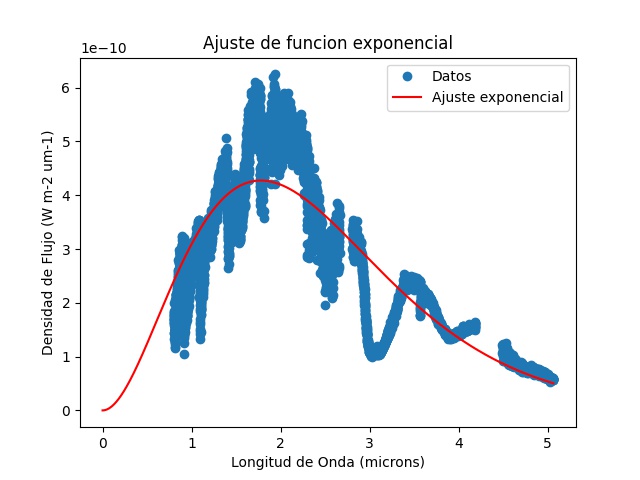 Ajuste de funcion exponencial
1e−10
Datos
Ajuste exponencial
6
5
4
3
2
1
0
Densidad de Flujo (W m-2 um-1)
0 1 2 3 4 5
Longitud de Onda (microns)